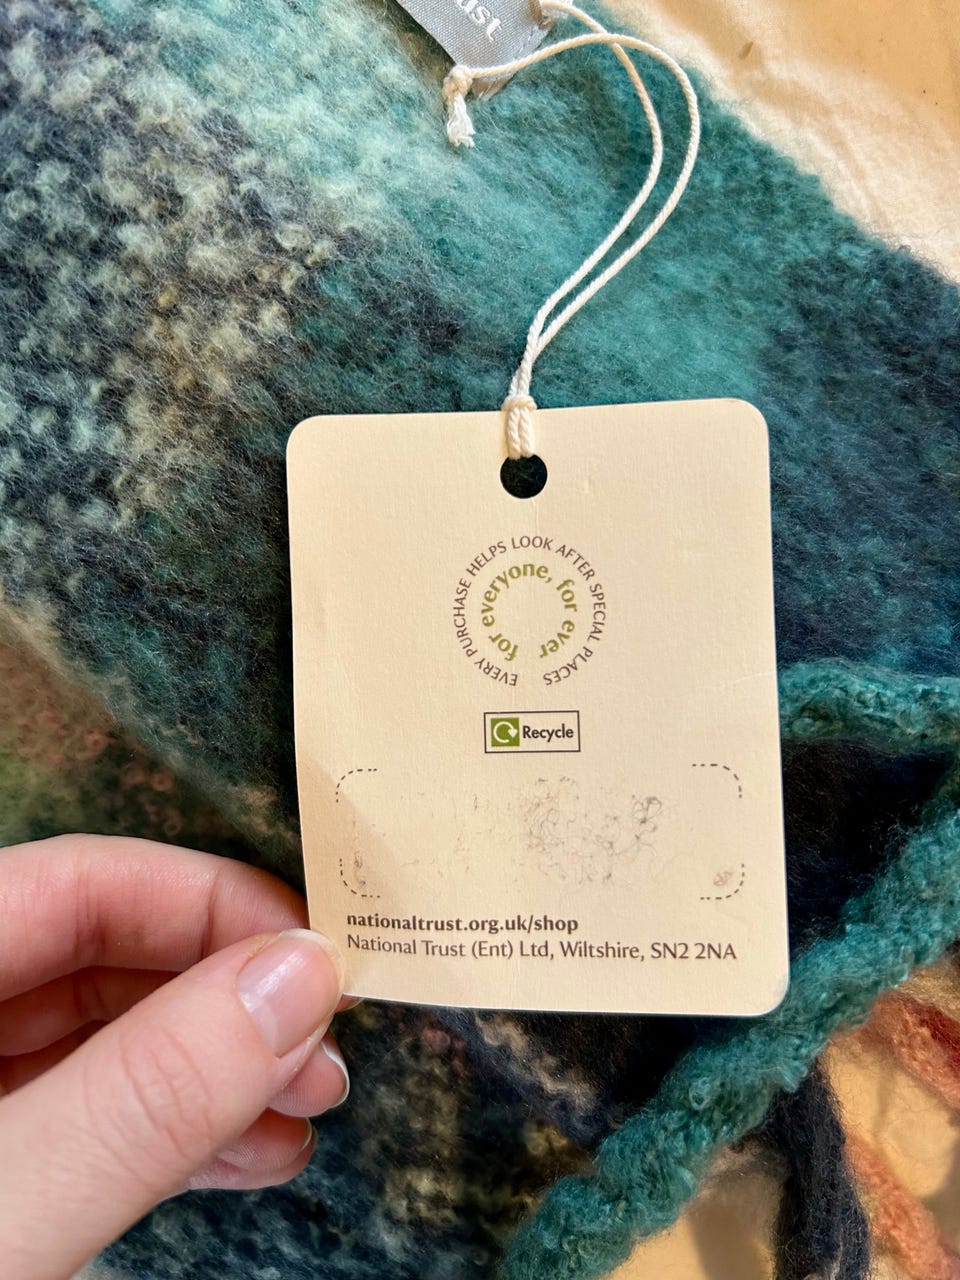 EVERY PURCHASE HELPS LOOK AFTER SPECIAL PLACES
for everyone, for ever
Recycle
nationaltrust.org.uk/shop
National Trust (Ent) Ltd, Wiltshire, SN2 2NA